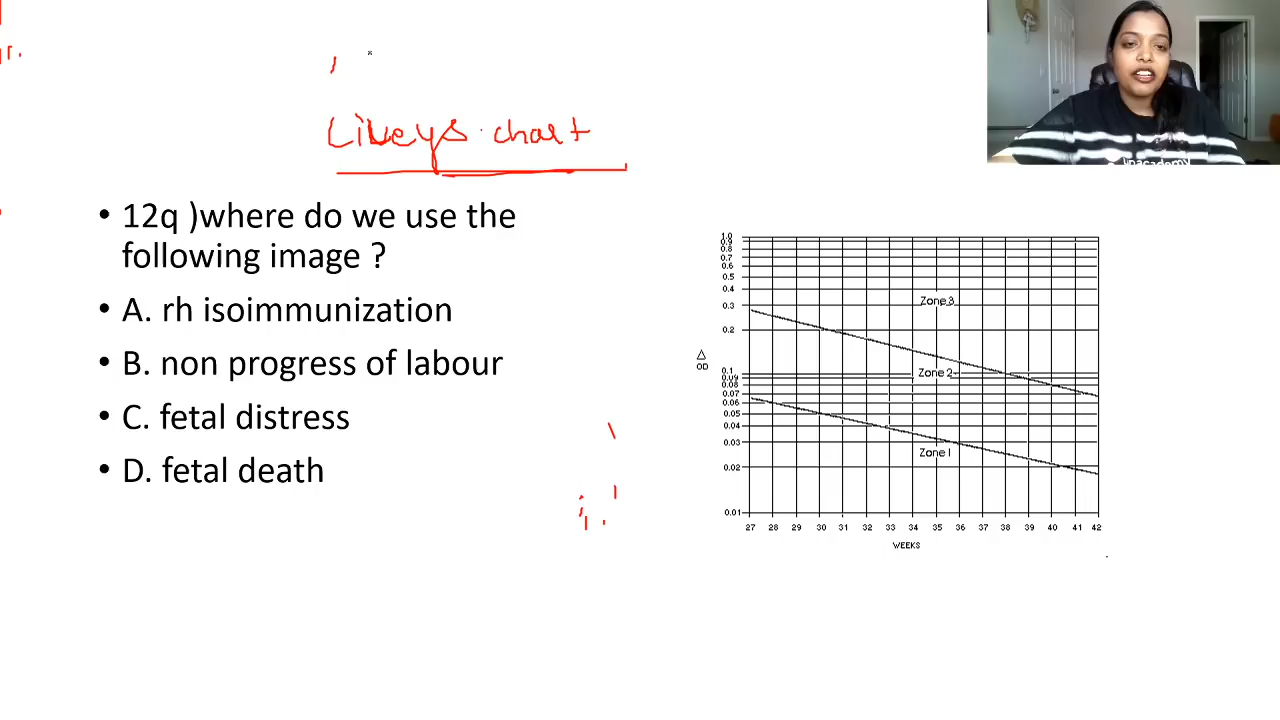 Liveys chart
• 12q )where do we use the
following image ?
• A. rh isoimmunization
• B. non progress of labour
• C. fetal distress
• D. fetal death
unacademy
1.0
0.9
0.8
0.7
0.6
0.5
0.4
0.3
0.2
0.1
0.09
0.08
0.07
0.06
0.05
0.04
0.03
0.02
0.01
Δ
OD
Zone 3
Zone 2
Zone 1
27 28 29 30 31 32 33 34 35 36 37 38 39 40 41 42
WEEKS